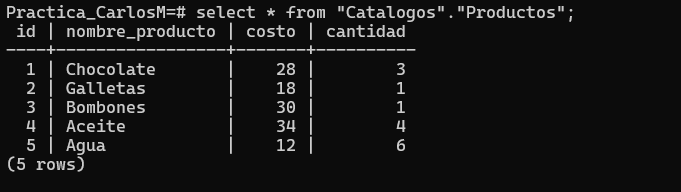 Practica_CarlosM=# select * from "Catalogos"."Productos";
 id | nombre_producto | costo | cantidad
----+-----------------+-------+----------
  1 | Chocolate       |    28 |        3
  2 | Galletas        |    18 |        1
  3 | Bombones        |    30 |        1
  4 | Aceite          |    34 |        4
  5 | Agua            |    12 |        6
(5 rows)